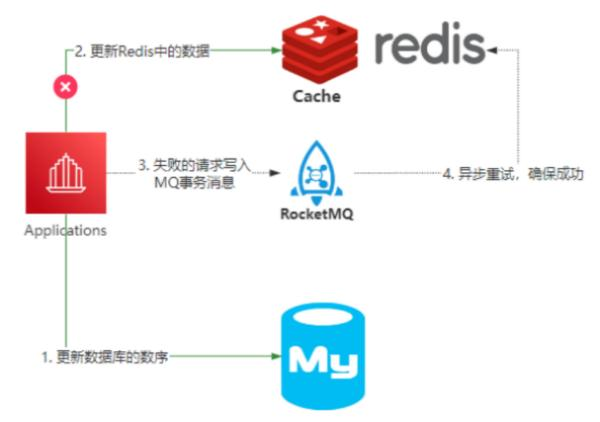 2. 更新Redis中的数据
redis
Cache
3. 失败的请求写入
MQ事务消息
4. 异步重试，确保成功
RocketMQ
Applications
1. 更新数据库的数序
My